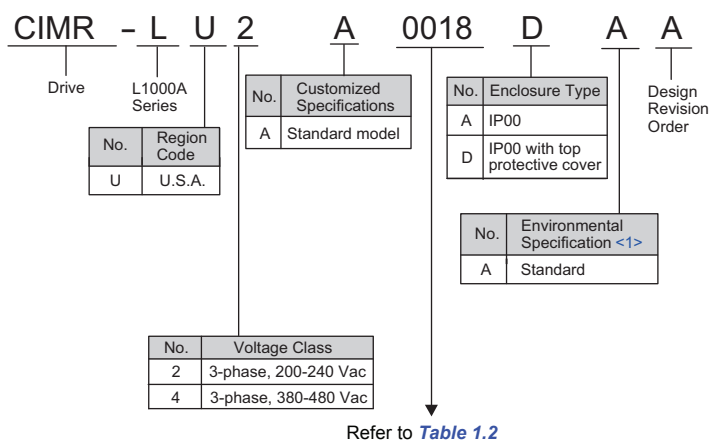 CIMR - L U 2 A 0018 D A A
Drive
L1000A
Series
No. Region
Code
U U.S.A.
No. Customized
Specifications
A Standard model
No. Enclosure Type
A IP00
D IP00 with top
protective cover
Design
Revision
Order
No. Environmental
Specification <1>
A Standard
No. Voltage Class
2 3-phase, 200-240 Vac
4 3-phase, 380-480 Vac
Refer to Table 1.2